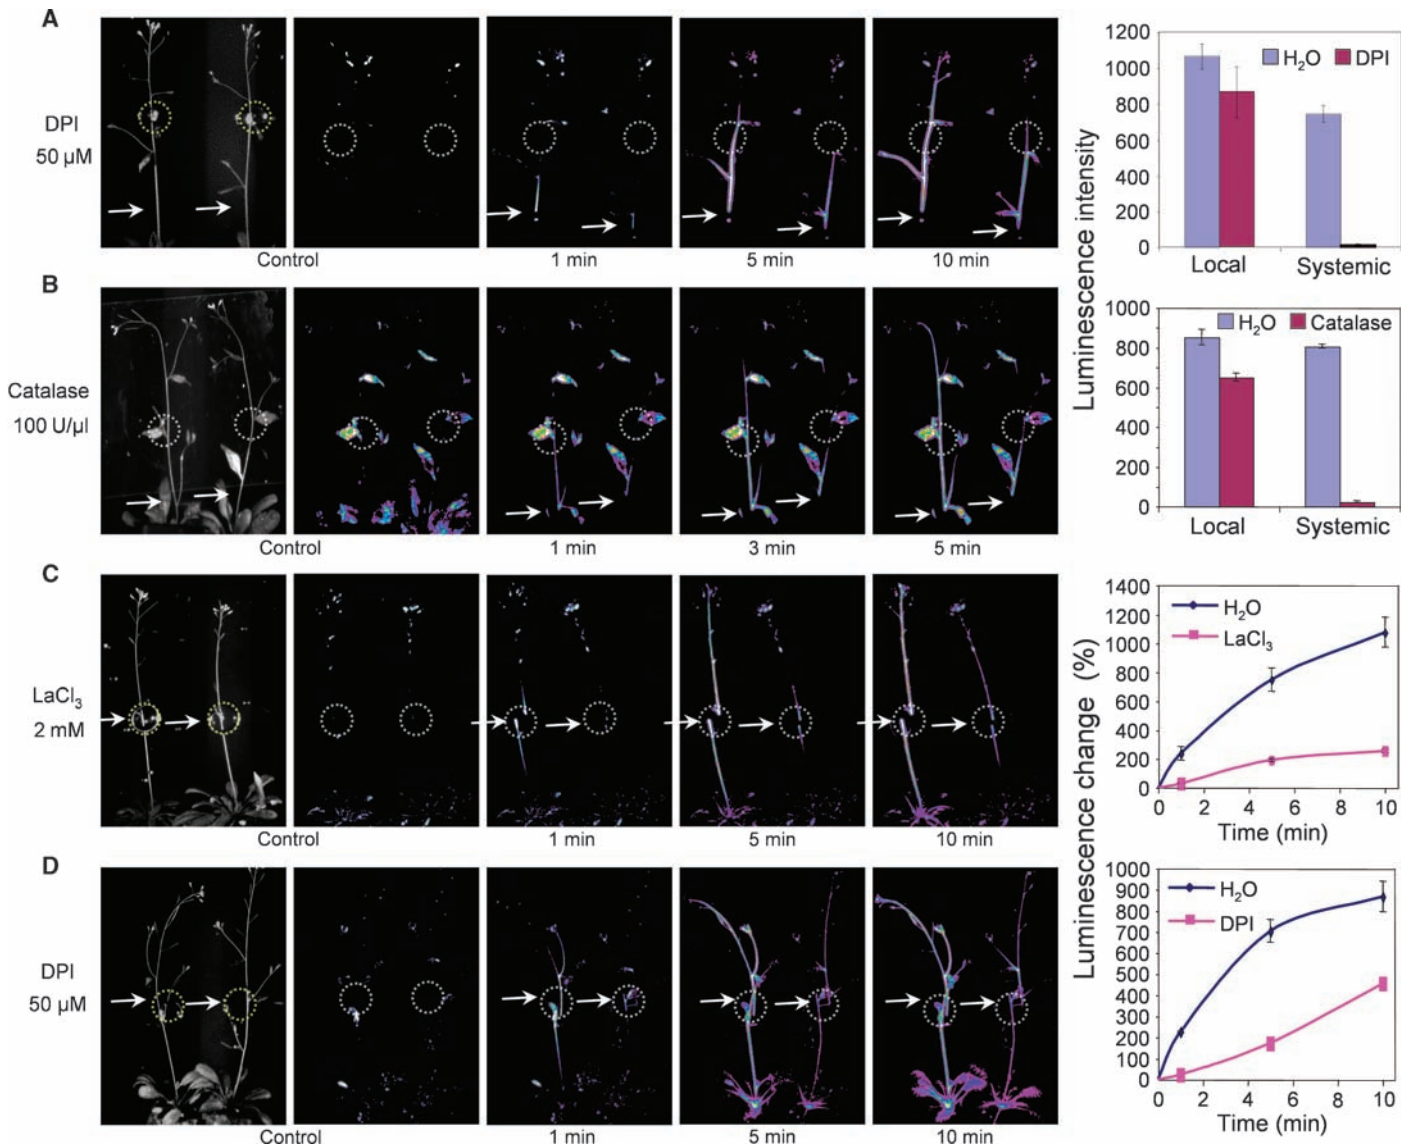 A
DPI
50 µM
Control
1 min
5 min
10 min
Luminescence intensity
1200
1000
800
600
400
200
0
H₂O
DPI
Local
Systemic
B
Catalase
100 U/µl
Control
1 min
3 min
5 min
1000
800
600
400
200
0
H₂O
Catalase
Local
Systemic
C
LaCl₃
2 mM
Control
1 min
5 min
10 min
Luminescence change (%)
1400
1200
1000
800
600
400
200
0
H₂O
LaCl₃
0 2 4 6 8 10
Time (min)
D
DPI
50 µM
Control
1 min
5 min
10 min
1000
900
800
700
600
500
400
300
200
100
0
H₂O
DPI
0 2 4 6 8 10
Time (min)